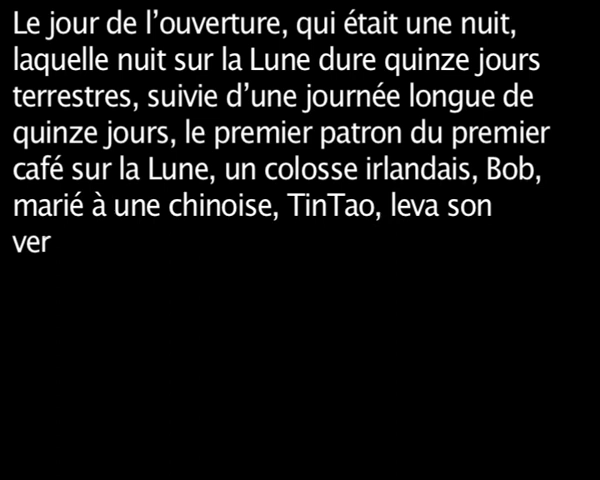 Le jour de l’ouverture, qui était une nuit,
laquelle nuit sur la Lune dure quinze jours
terrestres, suivie d’une journée longue de
quinze jours, le premier patron du premier
café sur la Lune, un colosse irlandais, Bob,
marié à une chinoise, TinTao, leva son
ver